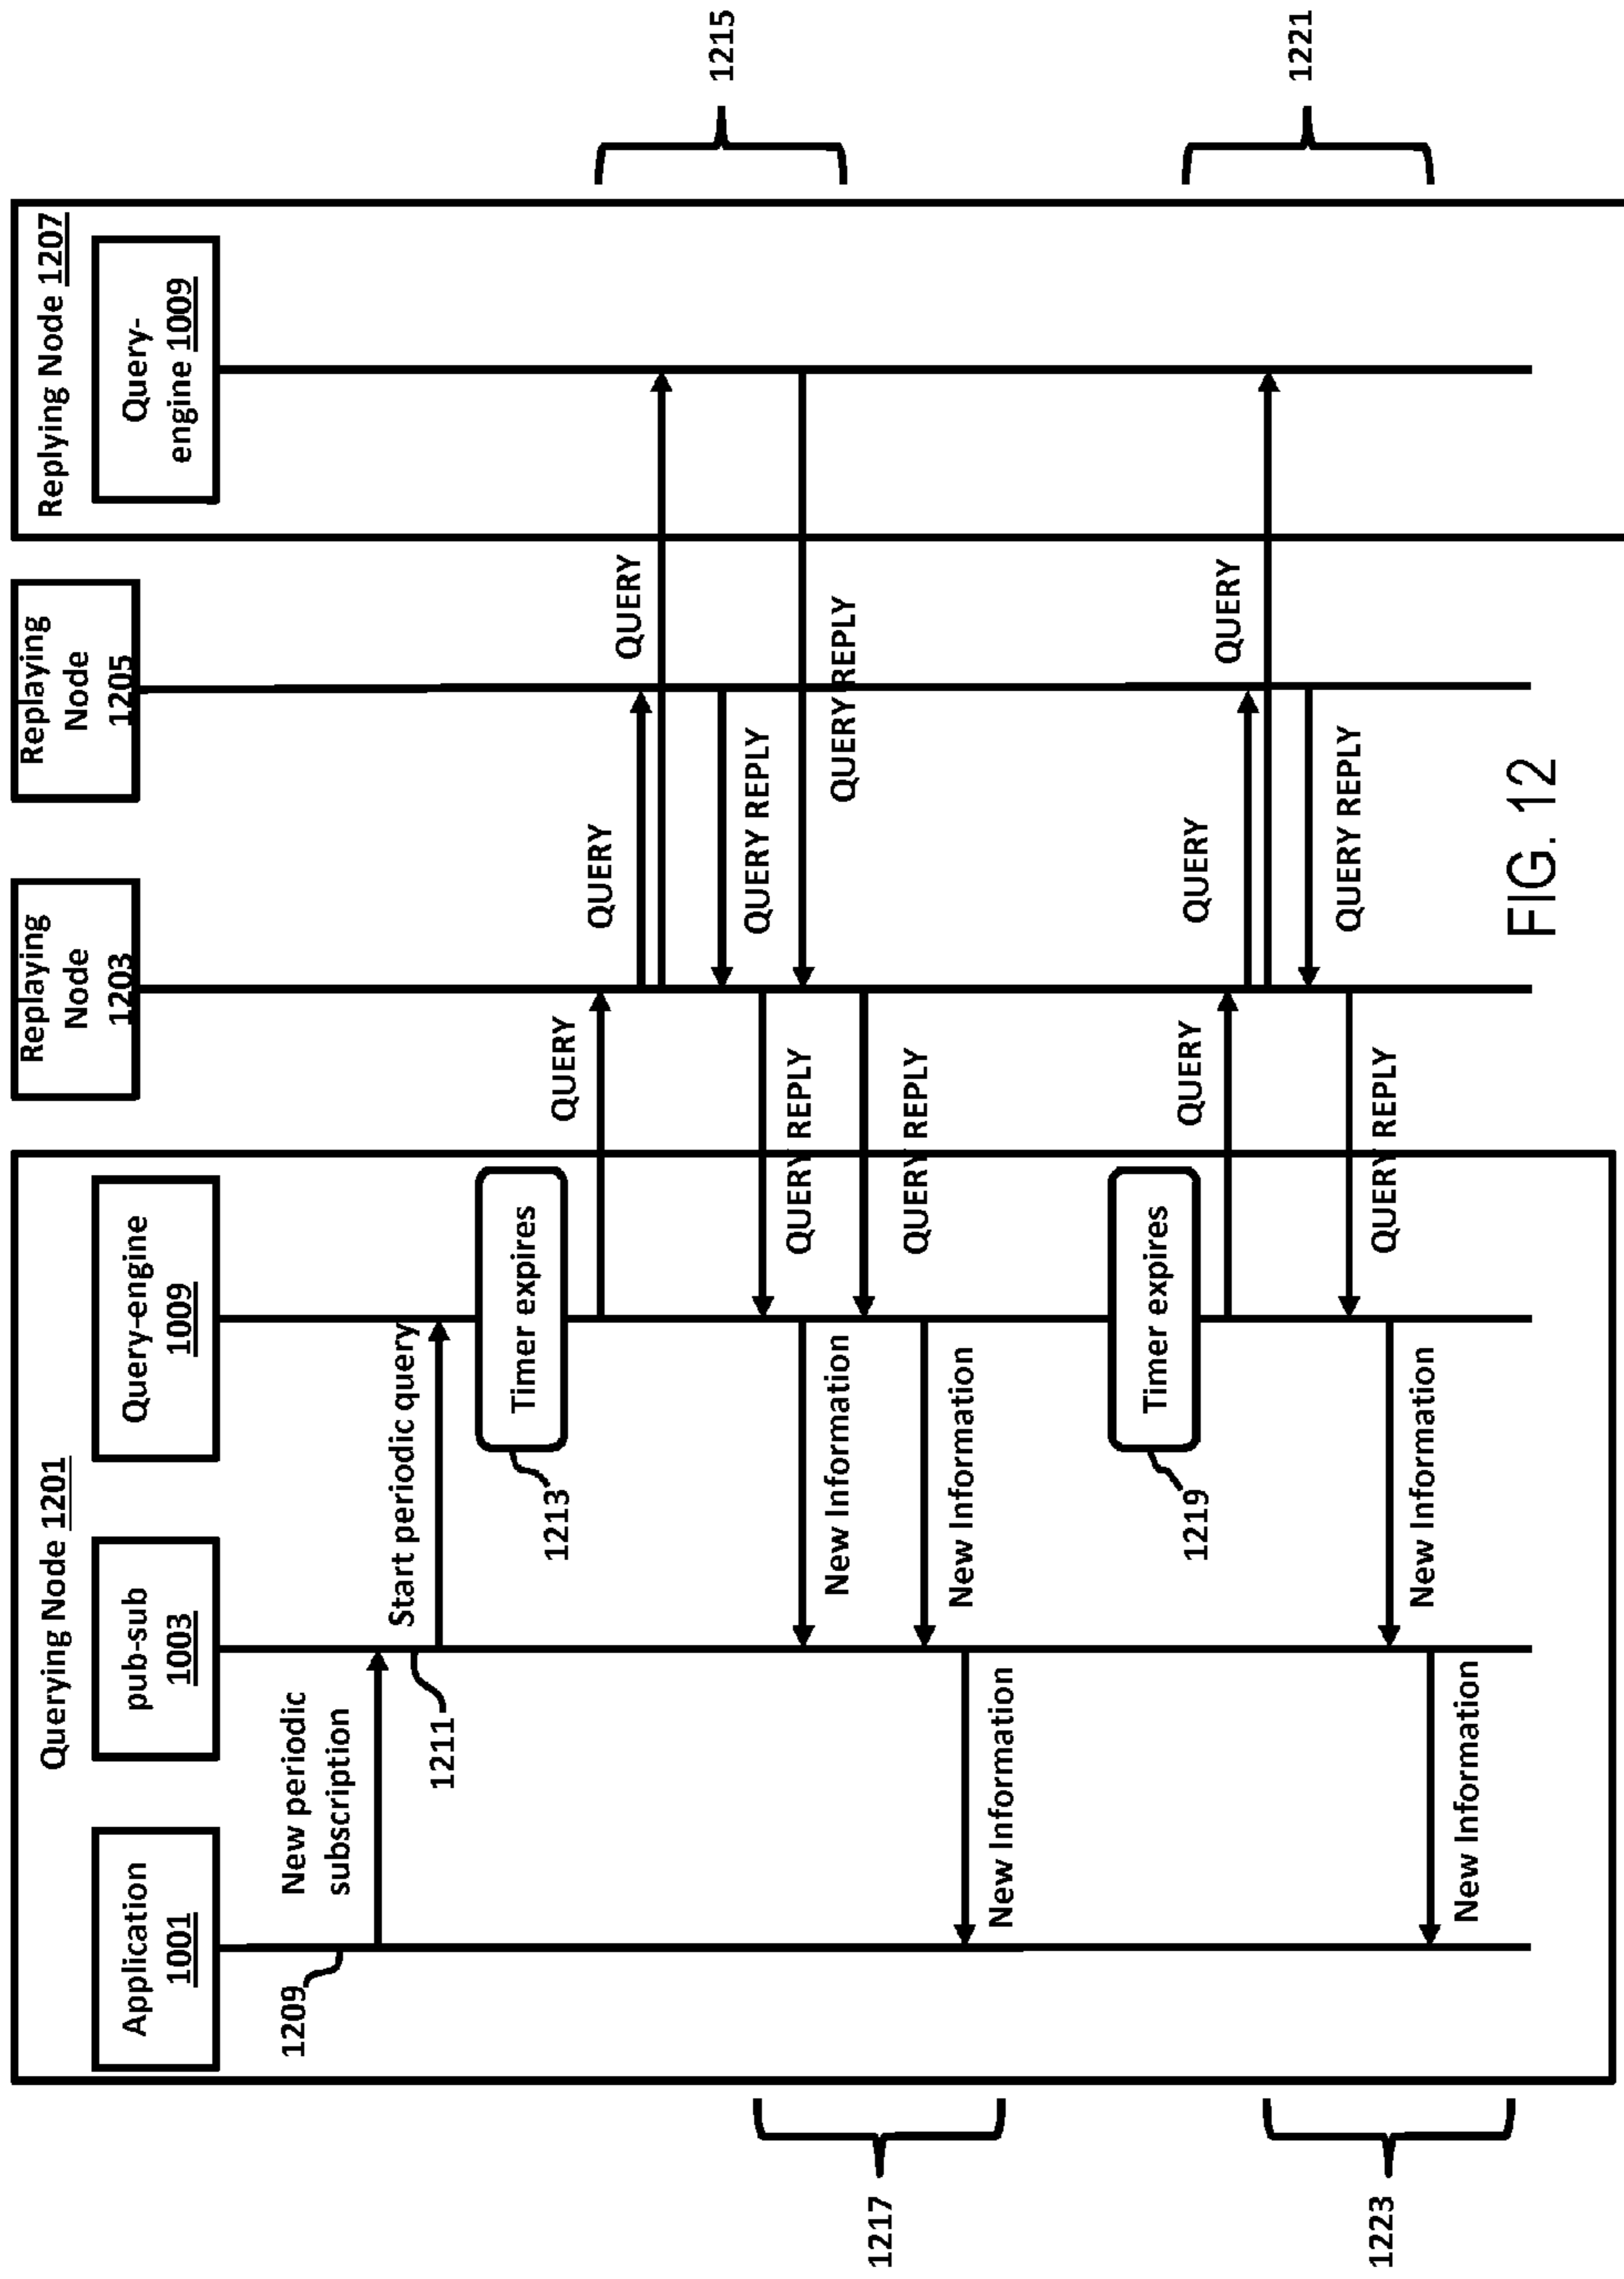 Querying Node 1201
Application
1001
pub-sub
1003
Query-engine
1009
Replaying
Node
1203
Replaying
Node
1205
Replying Node 1207
Query-
engine 1009
1209
New periodic
subscription
1211
Start periodic query
1213
Timer expires
QUERY
QUERY
QUERY
1215
QUERY REPLY
QUERY REPLY
QUERY REPLY
QUERY REPLY
1217
New Information
New Information
New Information
1219
Timer expires
QUERY
QUERY
QUERY
1221
QUERY REPLY
QUERY REPLY
1223
New Information
New Information
FIG. 12